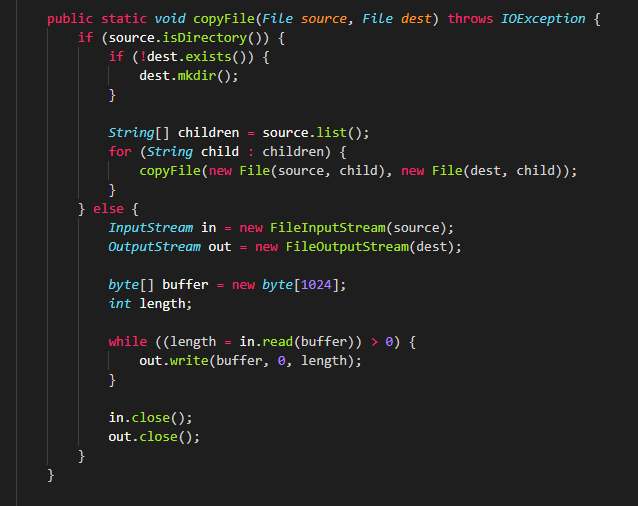 public static void copyFile(File source, File dest) throws IOException {
    if (source.isDirectory()) {
        if (!dest.exists()) {
            dest.mkdir();
        }

        String[] children = source.list();
        for (String child : children) {
            copyFile(new File(source, child), new File(dest, child));
        }
    } else {
        InputStream in = new FileInputStream(source);
        OutputStream out = new FileOutputStream(dest);

        byte[] buffer = new byte[1024];
        int length;

        while ((length = in.read(buffer)) > 0) {
            out.write(buffer, 0, length);
        }

        in.close();
        out.close();
    }
}